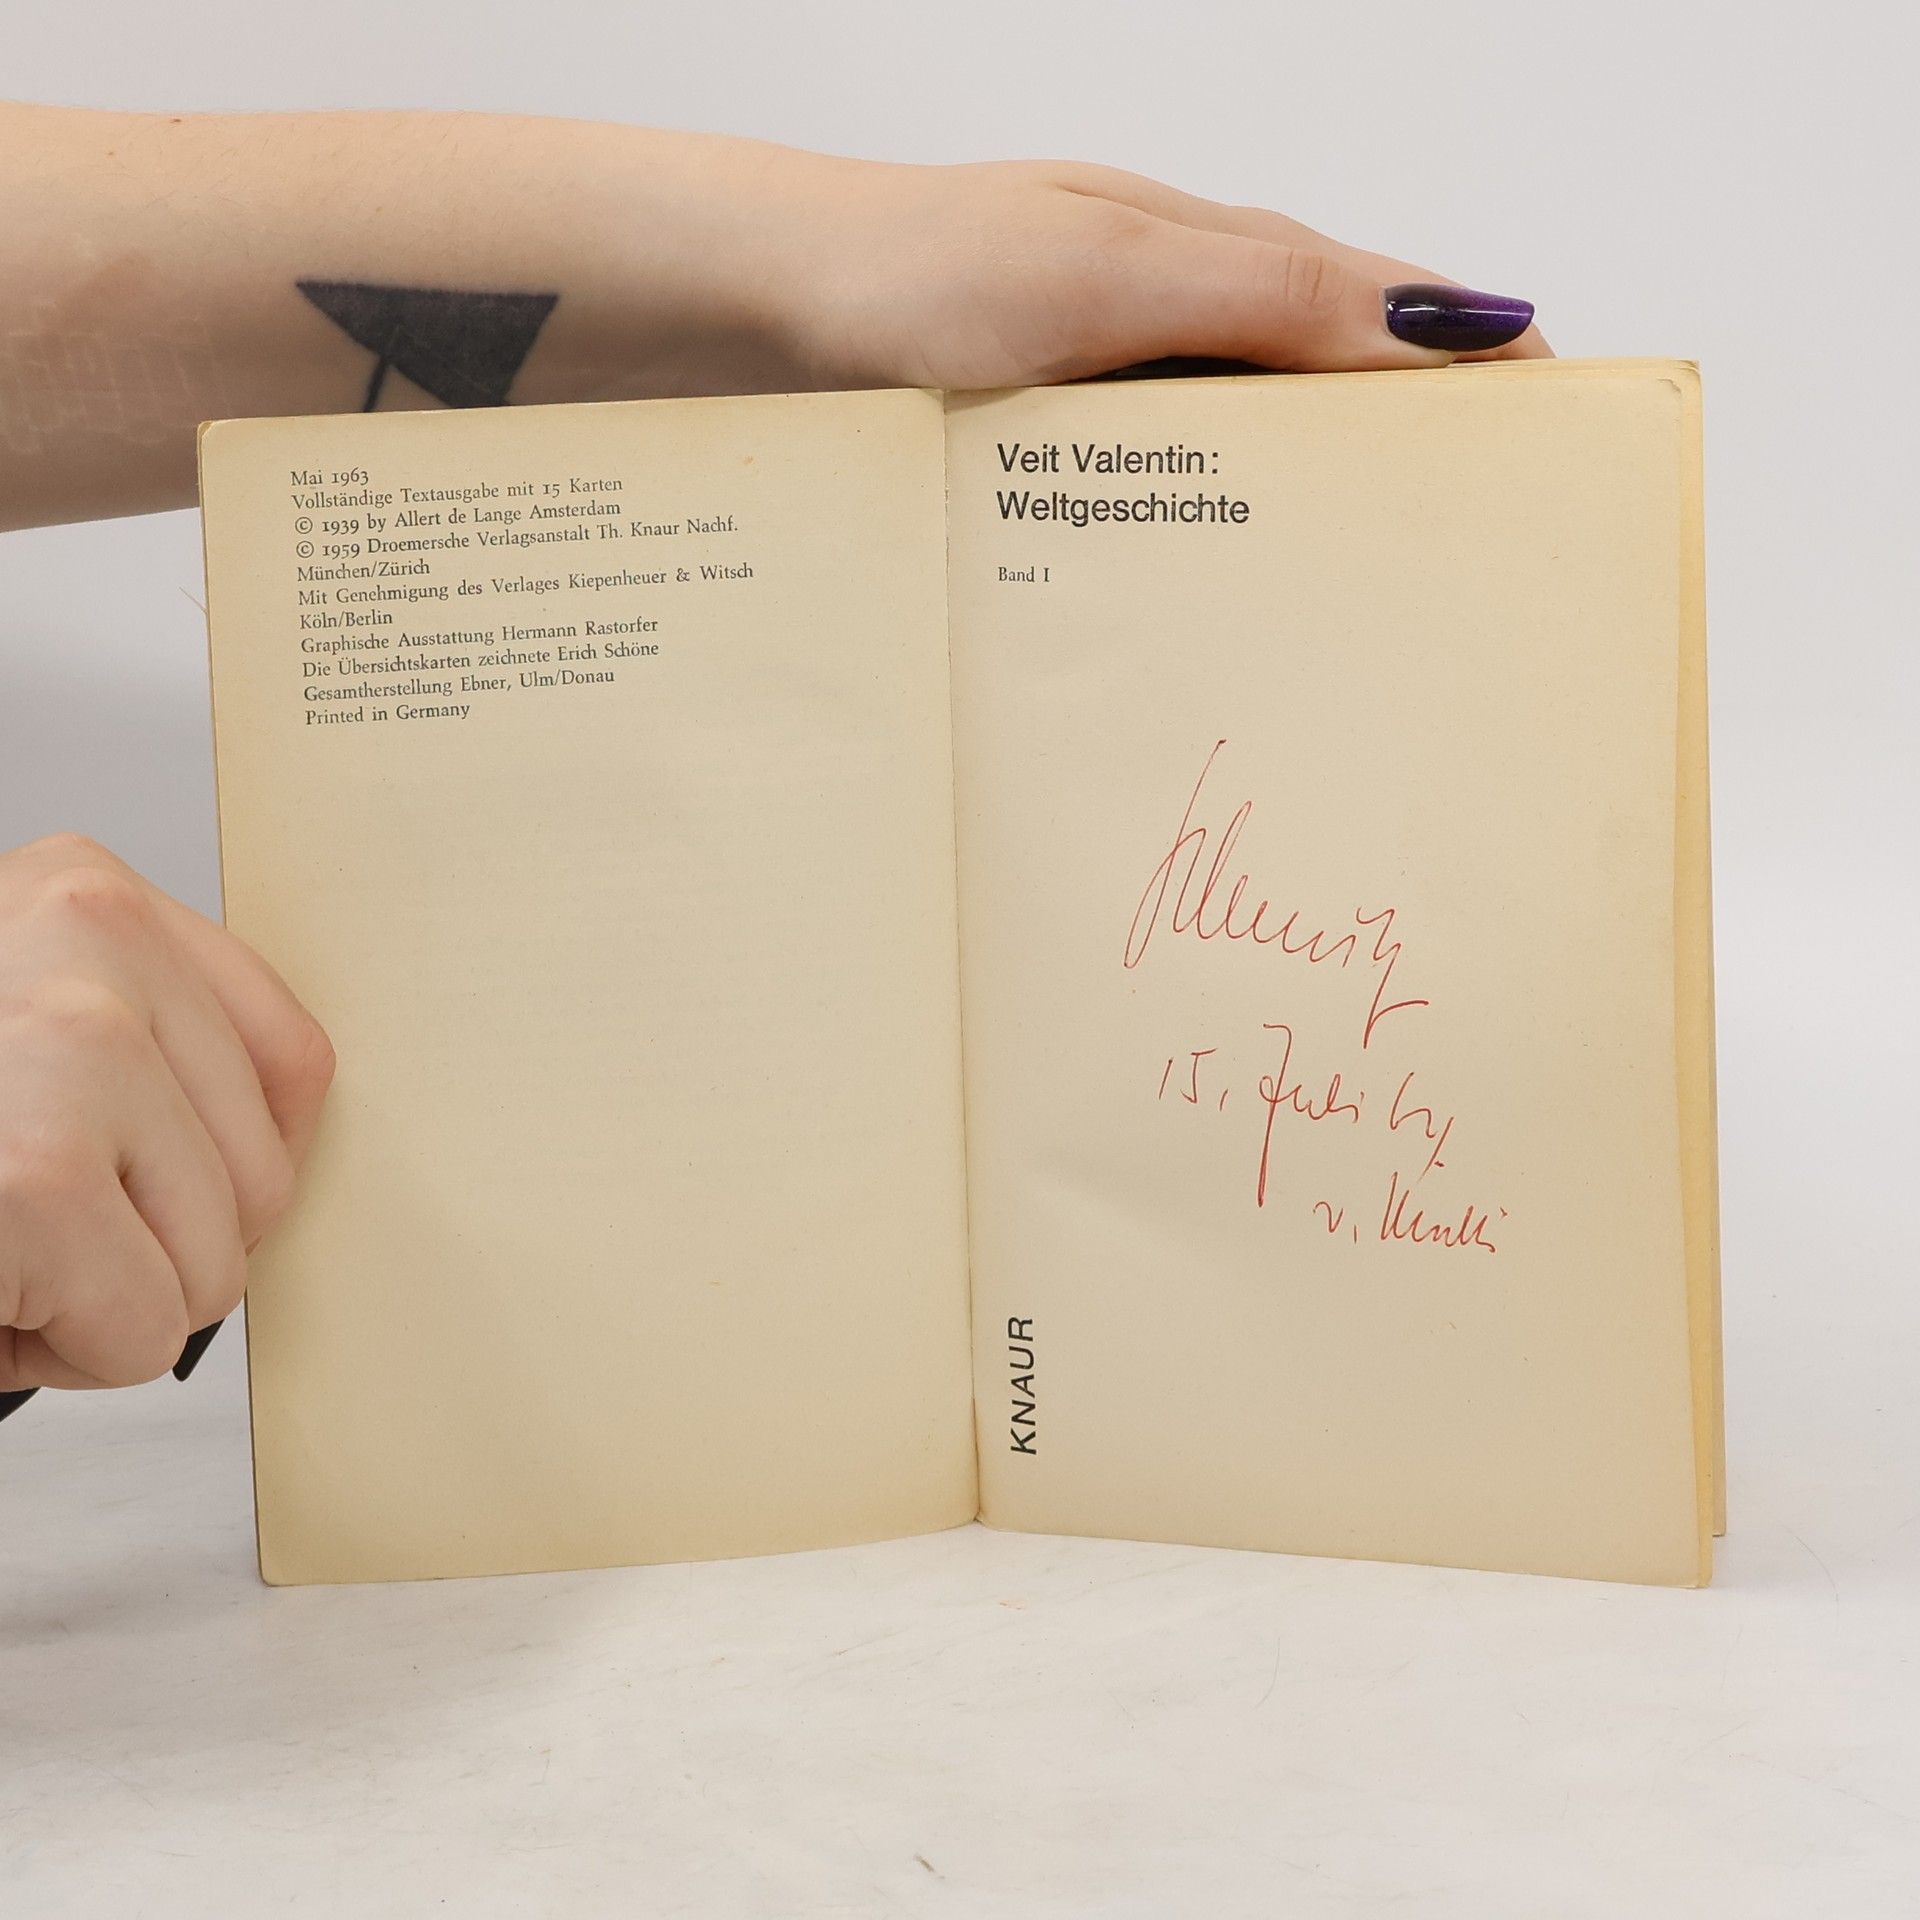 Mai 1963
Vollständige Textausgabe mit 15 Karten
© 1939 by Allert de Lange Amsterdam
© 1959 Droemersche Verlagsanstalt Th. Knaur Nachf.
München/Zürich
Mit Genehmigung des Verlages Kiepenheuer & Witsch
Köln/Berlin
Graphische Ausstattung Hermann Rastorfer
Die Übersichtskarten zeichnete Erich Schöne
Gesamtherstellung Ebner, Ulm/Donau
Printed in Germany
Veit Valentin:
Weltgeschichte
Band I
15. Juli
v.
KNAUR